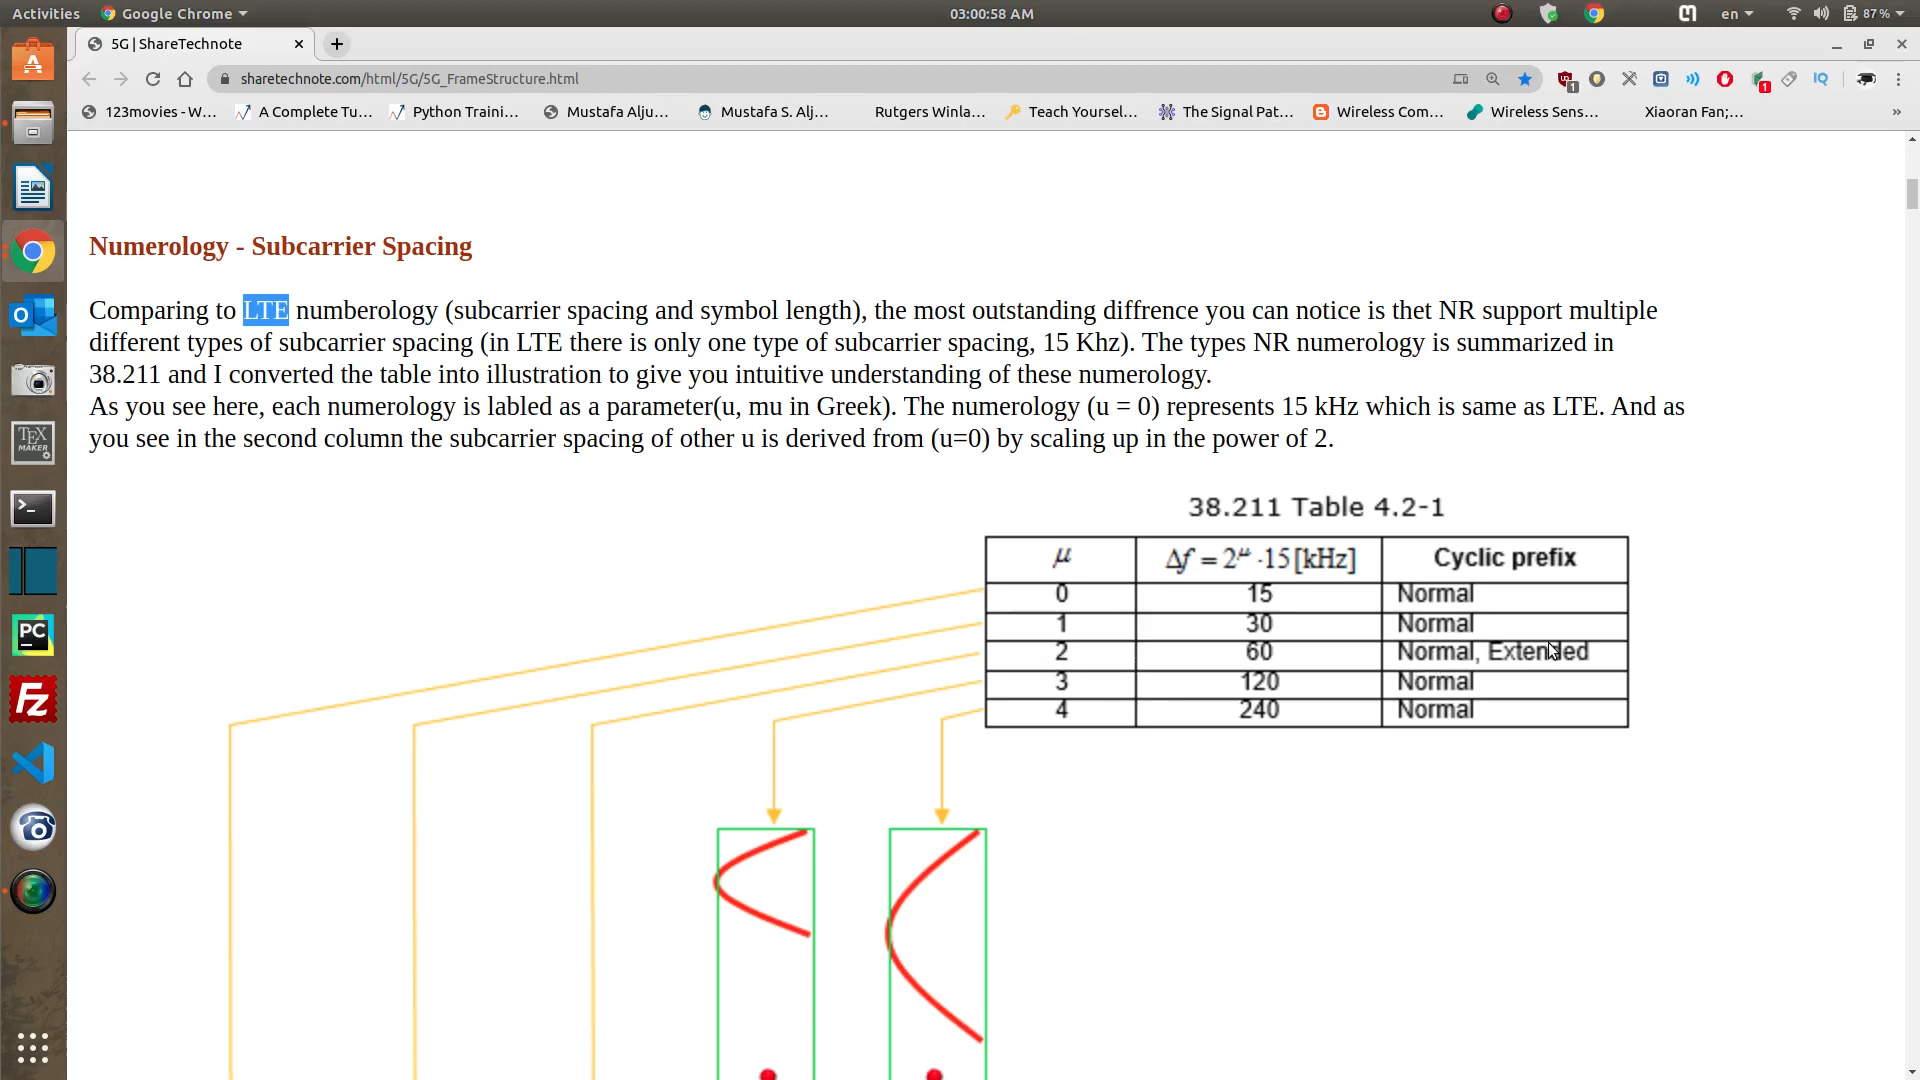 Activities Google Chrome 03:00:58 AM en 87%
5G | ShareTechnote
sharetechnote.com/html/5G/5G_FrameStructure.html 1 1 IQ
123movies - W... A Complete Tu... Python Traini... Mustafa Alju... Mustafa S. Alj... Rutgers Winla... Teach Yoursel... The Signal Pat... Wireless Com... Wireless Sens... Xiaoran Fan;... »
Numerology - Subcarrier Spacing
Comparing to LTE numberology (subcarrier spacing and symbol length), the most outstanding diffrence you can notice is thet NR support multiple
different types of subcarrier spacing (in LTE there is only one type of subcarrier spacing, 15 Khz). The types NR numerology is summarized in
38.211 and I converted the table into illustration to give you intuitive understanding of these numerology.
As you see here, each numerology is labled as a parameter(u, mu in Greek). The numerology (u = 0) represents 15 kHz which is same as LTE. And as
you see in the second column the subcarrier spacing of other u is derived from (u=0) by scaling up in the power of 2.
38.211 Table 4.2-1
μ Δf = 2^μ ·15 [kHz] Cyclic prefix
0 15 Normal
1 30 Normal
2 60 Normal, Extended
3 120 Normal
4 240 Normal
TEX
MAKER
PC
Fz